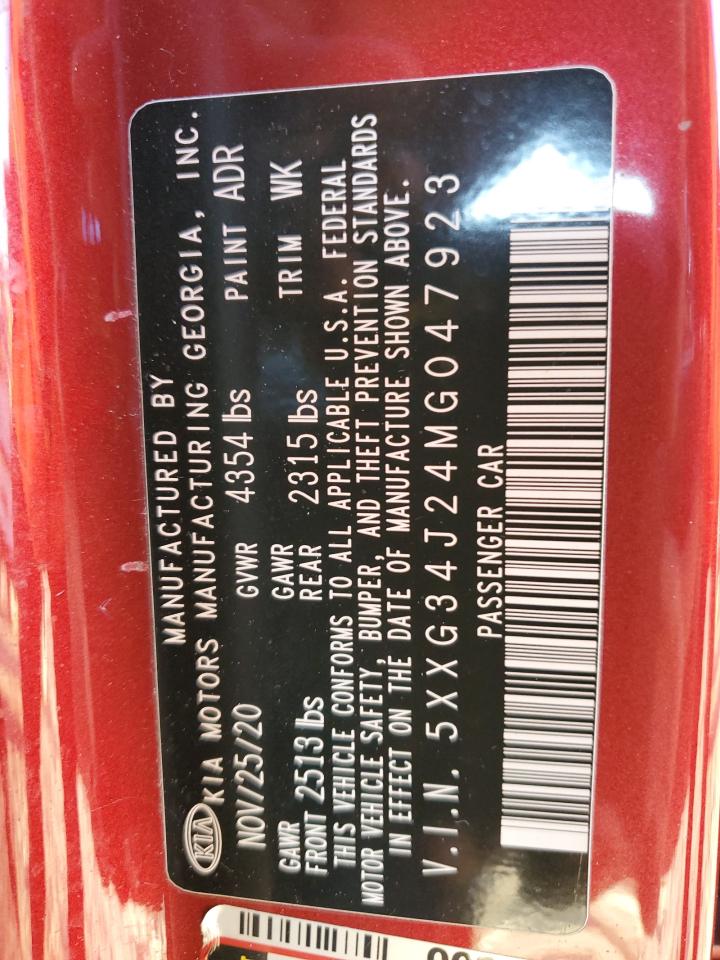 MANUFACTURED BY
KIA KIA MOTORS MANUFACTURING GEORGIA, INC.
NOV/25/20 GVWR 4354 lbs PAINT ADR
GAWR FRONT 2513 lbs GAWR REAR 2315 lbs TRIM WK
THIS VEHICLE CONFORMS TO ALL APPLICABLE U.S.A. FEDERAL
MOTOR VEHICLE SAFETY, BUMPER, AND THEFT PREVENTION STANDARDS
IN EFFECT ON THE DATE OF MANUFACTURE SHOWN ABOVE.
V.I.N. 5XXG34J24MG047923
PASSENGER CAR